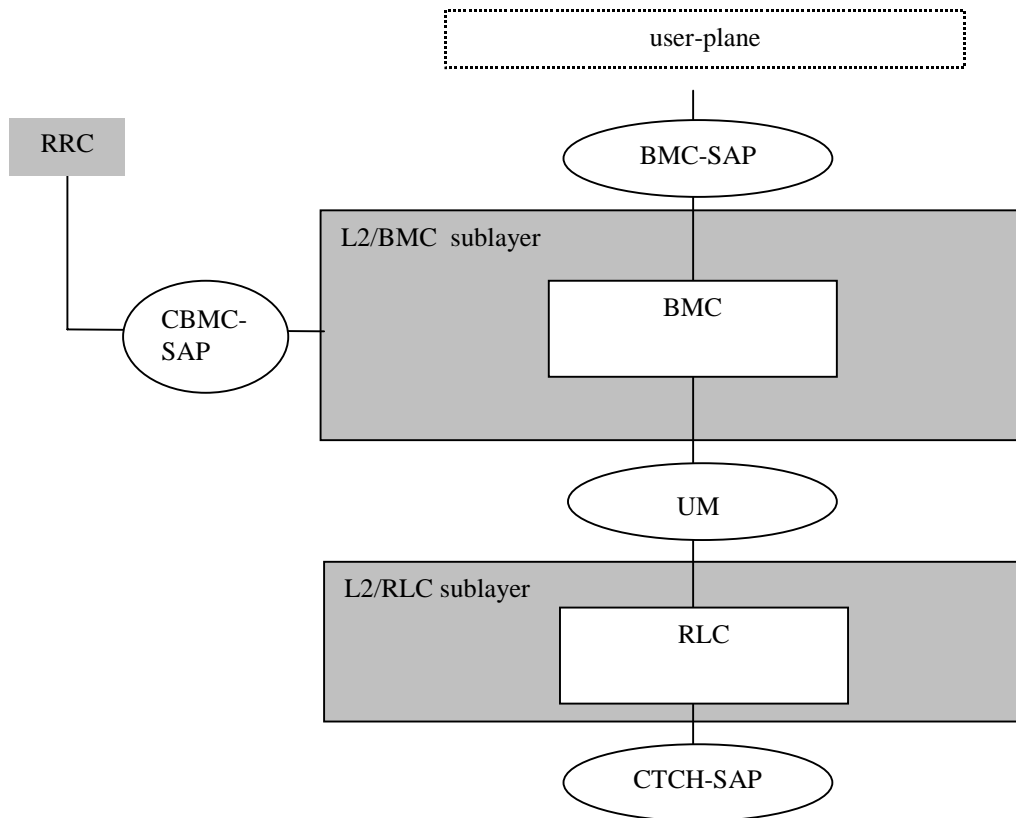 user-plane
RRC
BMC-SAP
L2/BMC sublayer
BMC
CBMC-
SAP
UM
L2/RLC sublayer
RLC
CTCH-SAP